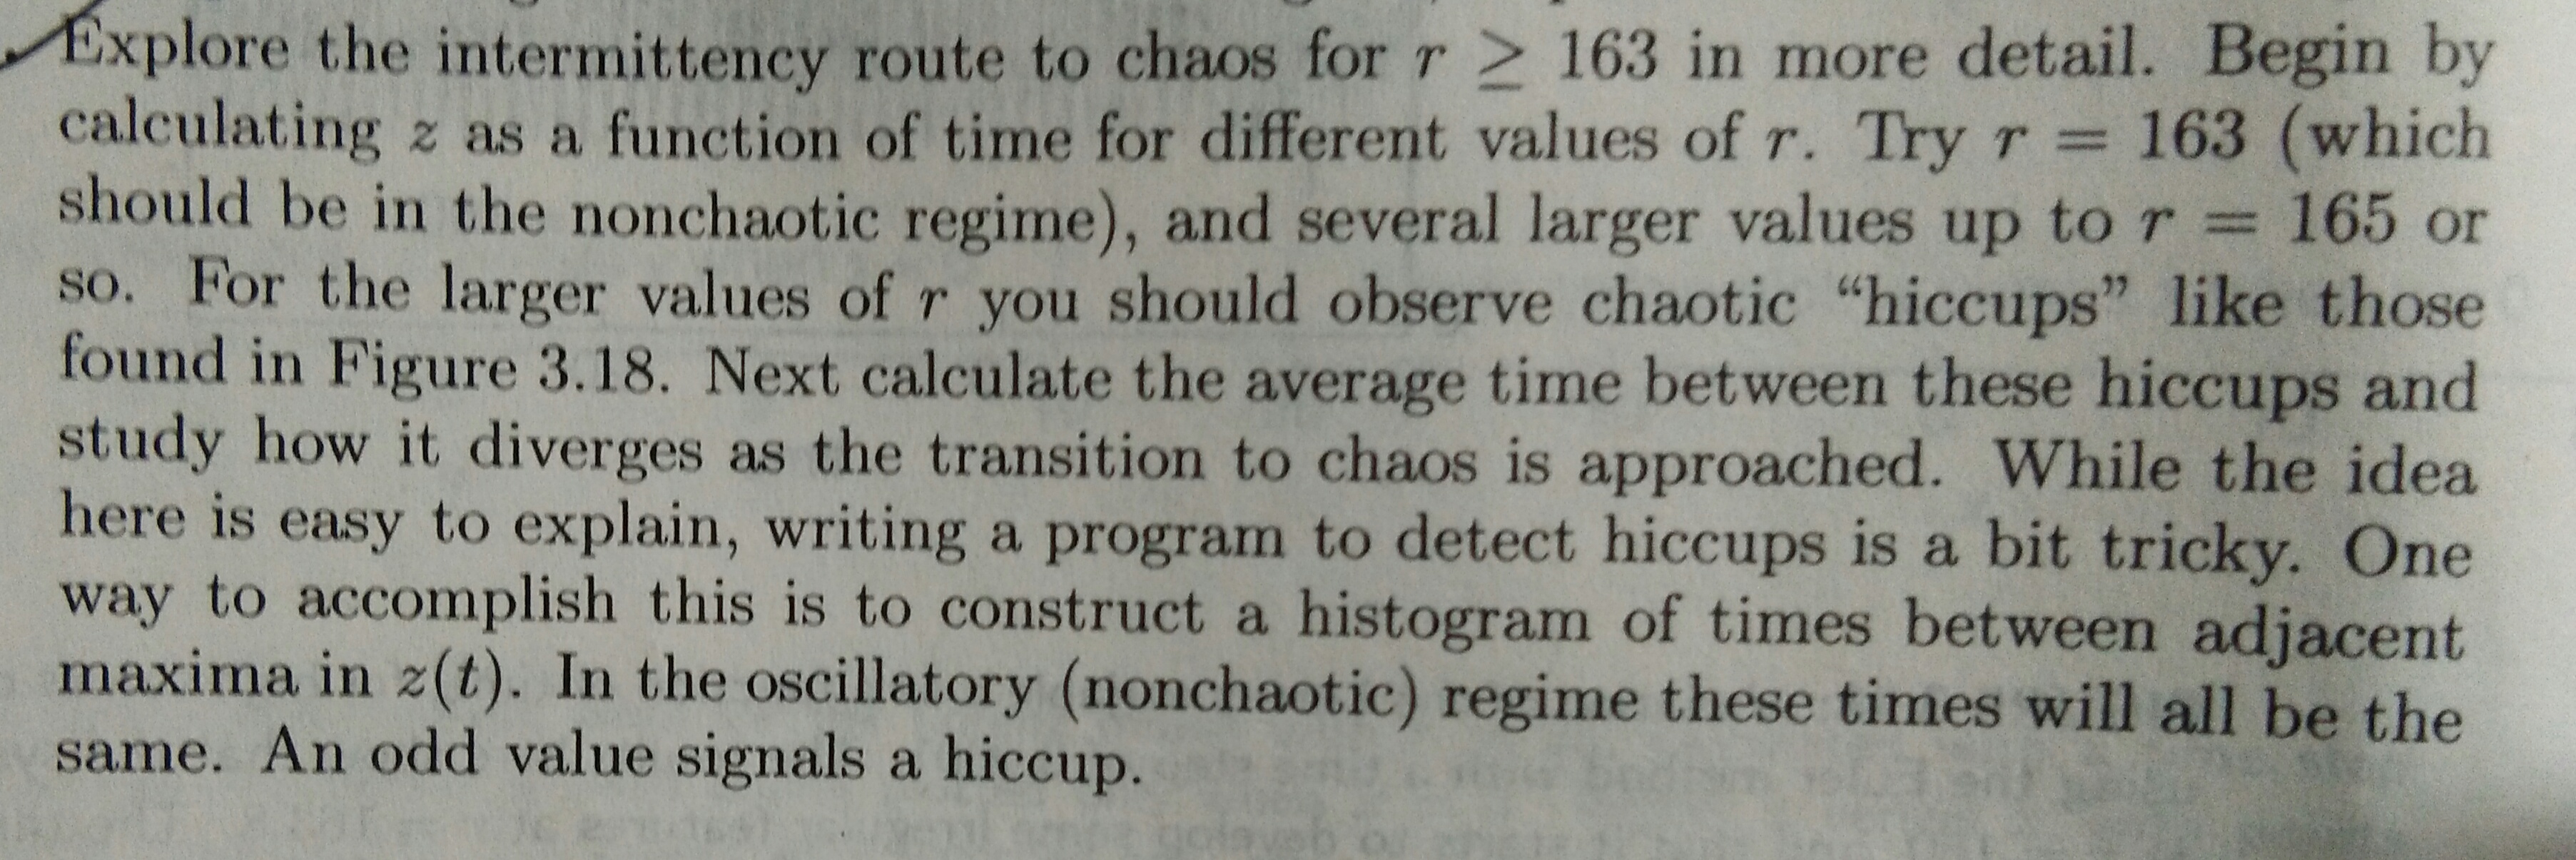 Explore the intermittency route to chaos for r ≥ 163 in more detail. Begin by
calculating z as a function of time for different values of r. Try r = 163 (which
should be in the nonchaotic regime), and several larger values up to r = 165 or
so. For the larger values of r you should observe chaotic “hiccups” like those
found in Figure 3.18. Next calculate the average time between these hiccups and
study how it diverges as the transition to chaos is approached. While the idea
here is easy to explain, writing a program to detect hiccups is a bit tricky. One
way to accomplish this is to construct a histogram of times between adjacent
maxima in z(t). In the oscillatory (nonchaotic) regime these times will all be the
same. An odd value signals a hiccup.